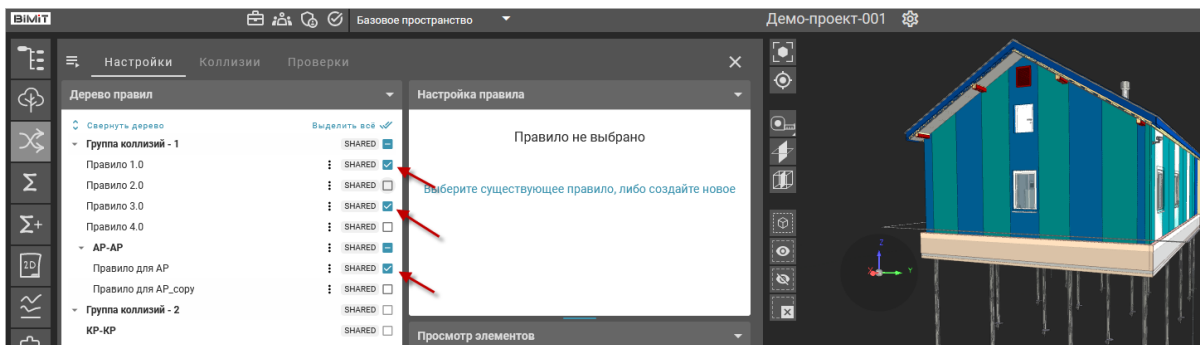 BIMiT
Базовое пространство
Демо-проект-001
Настройки Коллизии Проверки
Дерево правил
Настройка правила
Свернуть дерево
Выделить всё
Группа коллизий - 1 SHARED
Правило 1.0 SHARED
Правило 2.0 SHARED
Правило 3.0 SHARED
Правило 4.0 SHARED
АР-АР SHARED
Правило для АР SHARED
Правило для АР_copy SHARED
Группа коллизий - 2 SHARED
КР-КР SHARED
Правило не выбрано
Выберите существующее правило, либо создайте новое
Просмотр элементов
2D
Z
Y